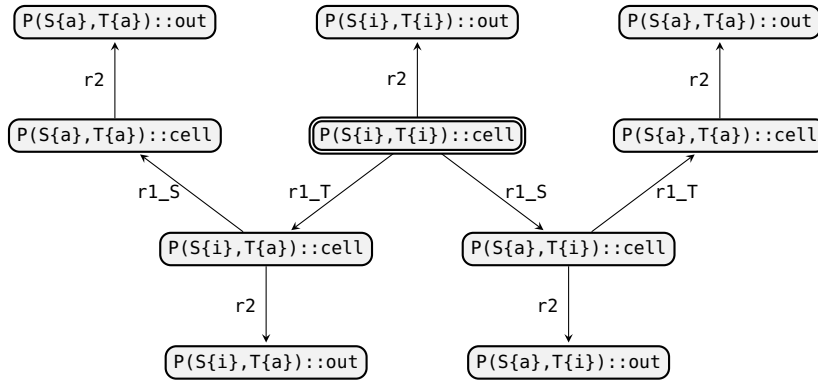 P(S{a},T{a})::out
P(S{i},T{i})::out
P(S{a},T{a})::out
r2
r2
r2
P(S{a},T{a})::cell
P(S{i},T{i})::cell
P(S{a},T{a})::cell
r1_S
r1_T
r1_S
r1_T
P(S{i},T{a})::cell
P(S{a},T{i})::cell
r2
r2
P(S{i},T{a})::out
P(S{a},T{i})::out